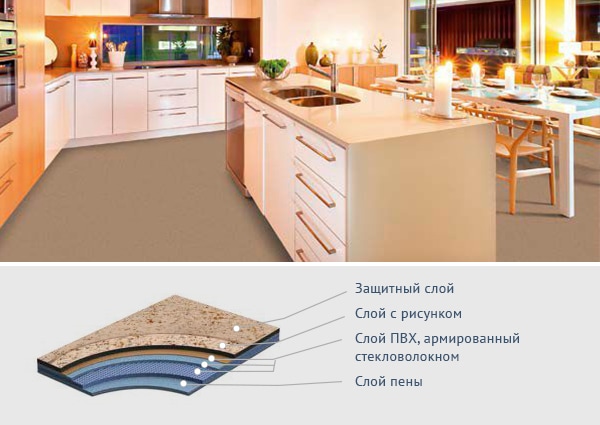 Защитный слой
Слой с рисунком
Слой ПВХ, армированный
стекловолокном
Слой пены